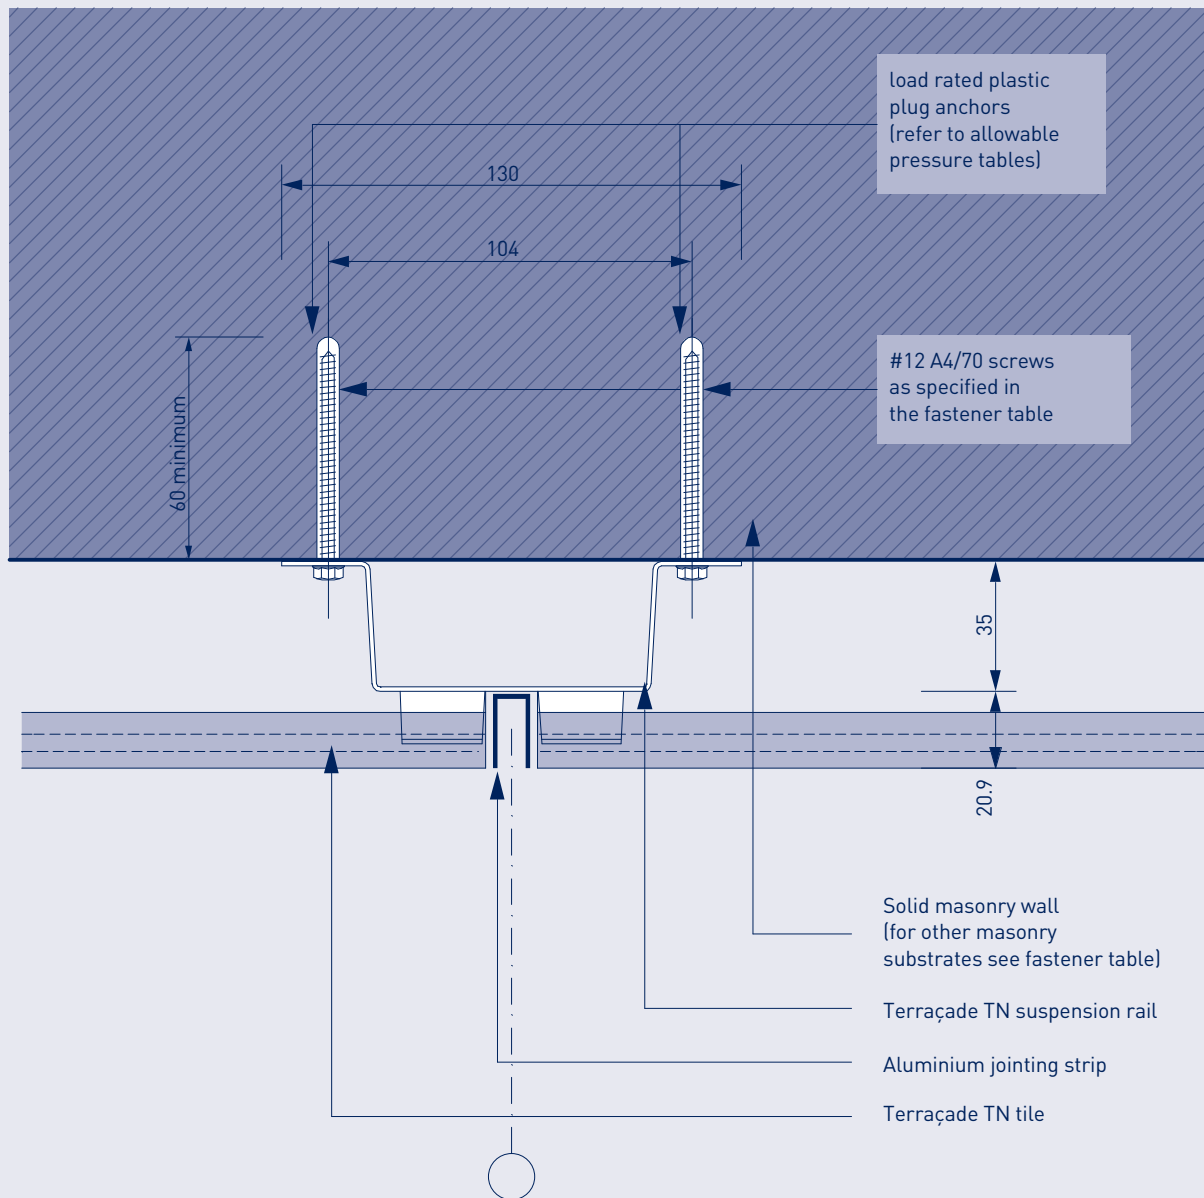 load rated plastic
plug anchors
(refer to allowable
pressure tables)
130
104
#12 A4/70 screws
as specified in
the fastener table
60 minimum
35
20.9
Solid masonry wall
(for other masonry
substrates see fastener table)
Terraçade TN suspension rail
Aluminium jointing strip
Terraçade TN tile